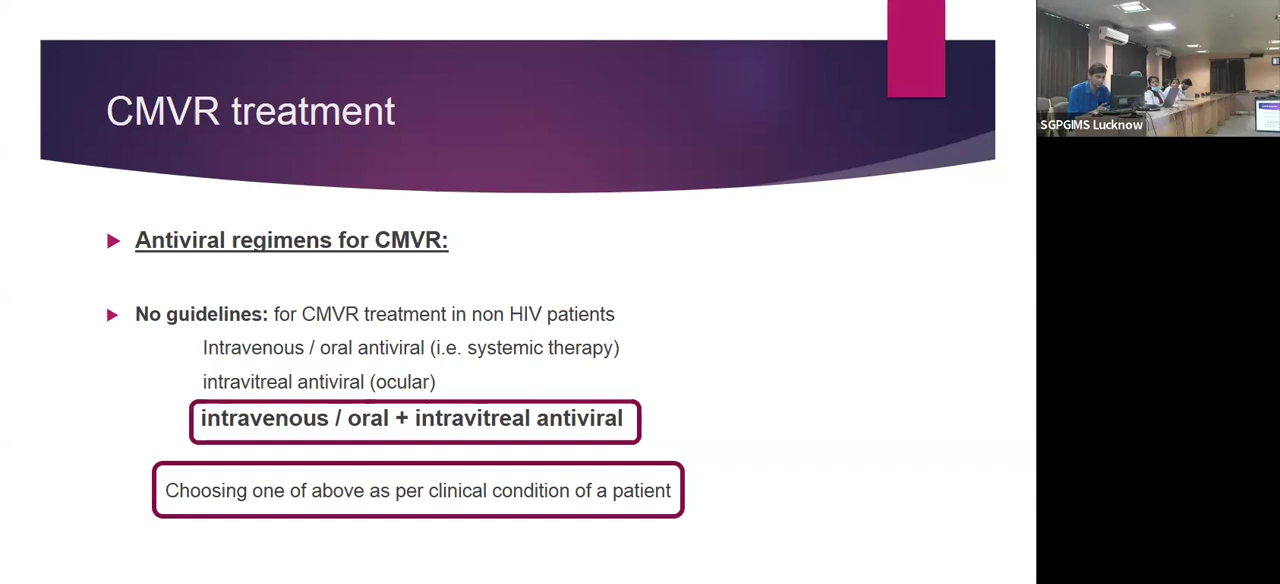 CMVR treatment
Antiviral regimens for CMVR:
No guidelines: for CMVR treatment in non HIV patients
Intravenous / oral antiviral (i.e. systemic therapy)
intravitreal antiviral (ocular)
intravenous / oral + intravitreal antiviral
Choosing one of above as per clinical condition of a patient
SGPGIMS Lucknow